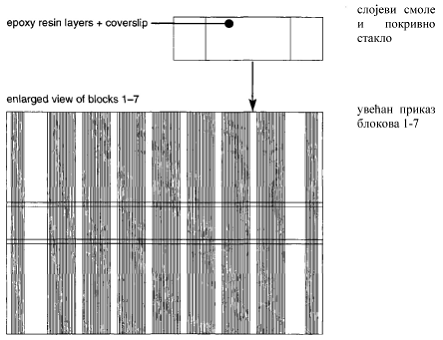 epoxy resin layers + coverslip
enlarged view of blocks 1–7
слојеви смоле
и покривно
стакло
увећан приказ
блокова 1-7